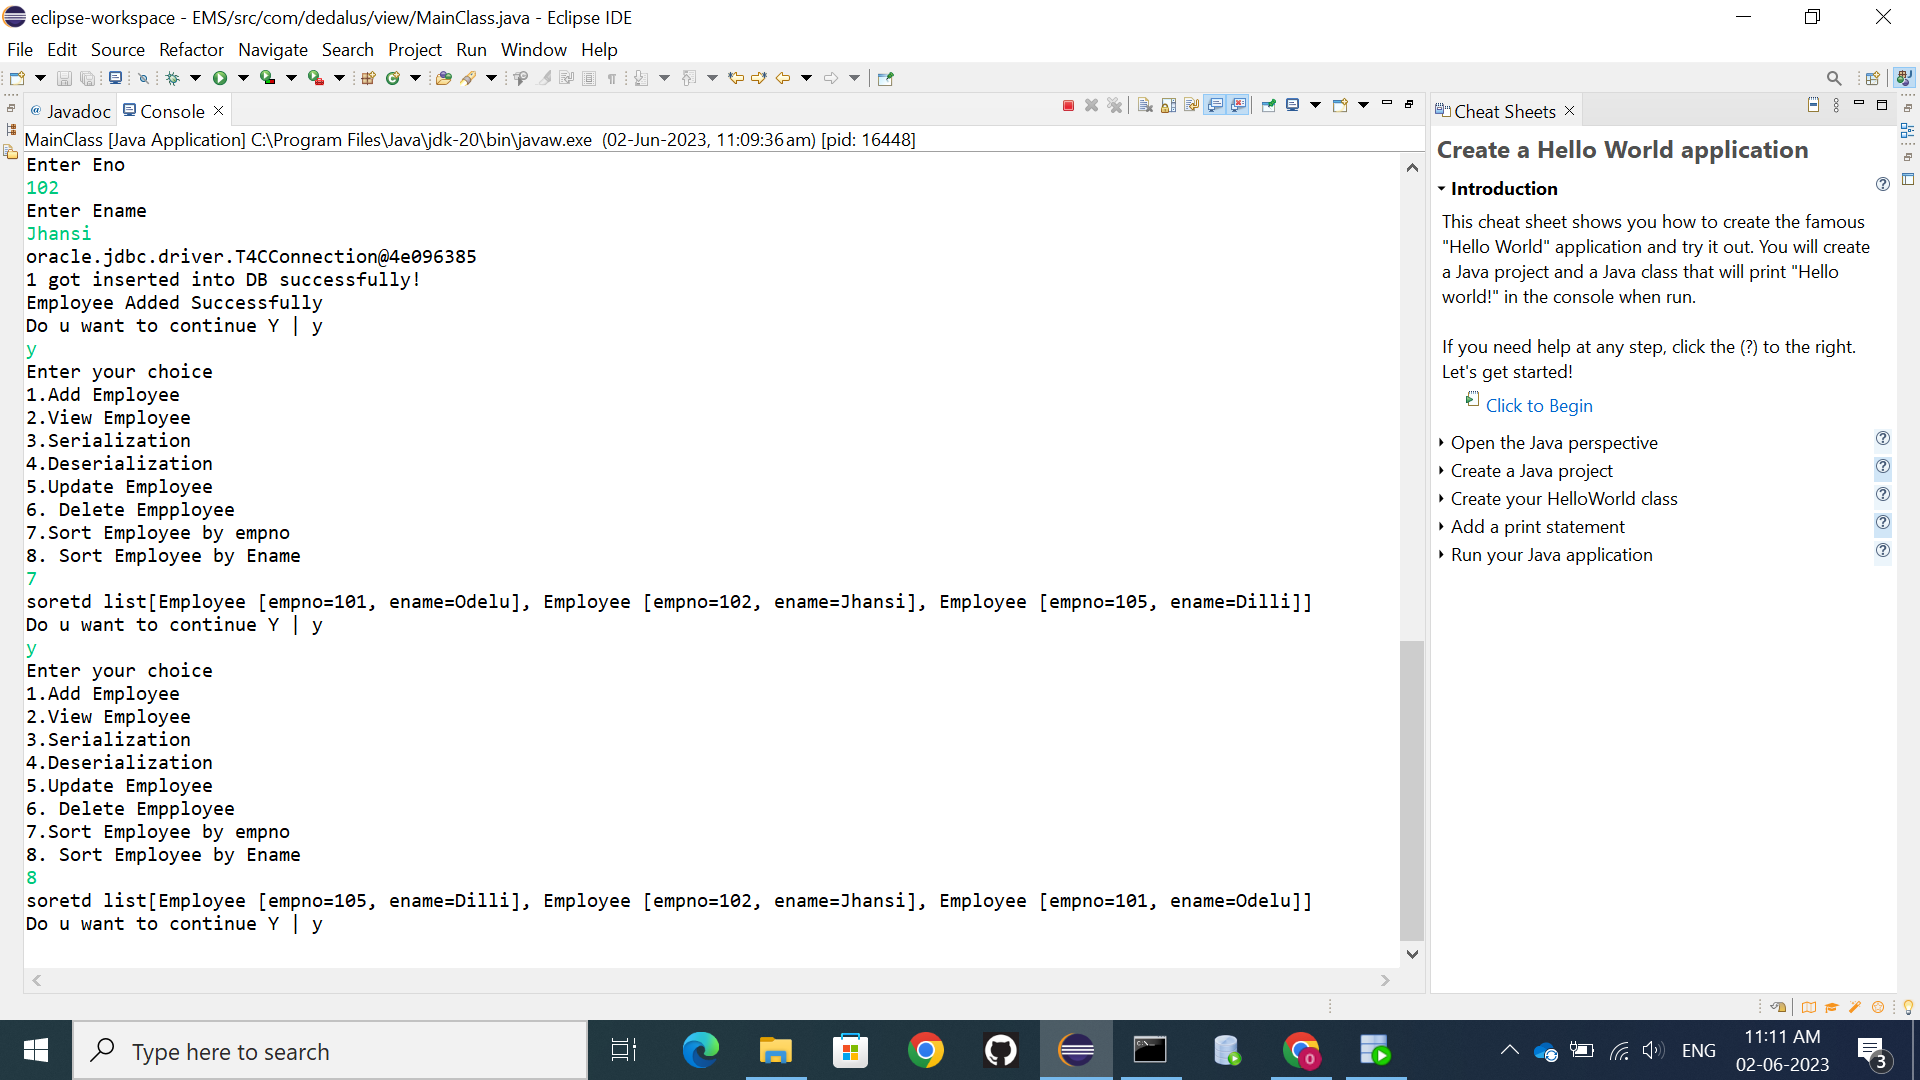 eclipse-workspace - EMS/src/com/dedalus/view/MainClass.java - Eclipse IDE
File Edit Source Refactor Navigate Search Project Run Window Help
@ Javadoc Console
MainClass [Java Application] C:\Program Files\Java\jdk-20\bin\javaw.exe (02-Jun-2023, 11:09:36 am) [pid: 16448]
Enter Eno
102
Enter Ename
Jhansi
oracle.jdbc.driver.T4CConnection@4e096385
1 got inserted into DB successfully!
Employee Added Successfully
Do u want to continue Y | y
y
Enter your choice
1.Add Employee
2.View Employee
3.Serialization
4.Deserialization
5.Update Employee
6. Delete Empployee
7.Sort Employee by empno
8. Sort Employee by Ename
7
soretd list[Employee [empno=101, ename=Odelu], Employee [empno=102, ename=Jhansi], Employee [empno=105, ename=Dilli]]
Do u want to continue Y | y
y
Enter your choice
1.Add Employee
2.View Employee
3.Serialization
4.Deserialization
5.Update Employee
6. Delete Empployee
7.Sort Employee by empno
8. Sort Employee by Ename
8
soretd list[Employee [empno=105, ename=Dilli], Employee [empno=102, ename=Jhansi], Employee [empno=101, ename=Odelu]]
Do u want to continue Y | y
Cheat Sheets
Create a Hello World application
Introduction
This cheat sheet shows you how to create the famous
"Hello World" application and try it out. You will create
a Java project and a Java class that will print "Hello
world!" in the console when run.
If you need help at any step, click the (?) to the right.
Let's get started!
Click to Begin
Open the Java perspective
Create a Java project
Create your HelloWorld class
Add a print statement
Run your Java application
Type here to search
ENG
11:11 AM
02-06-2023
3